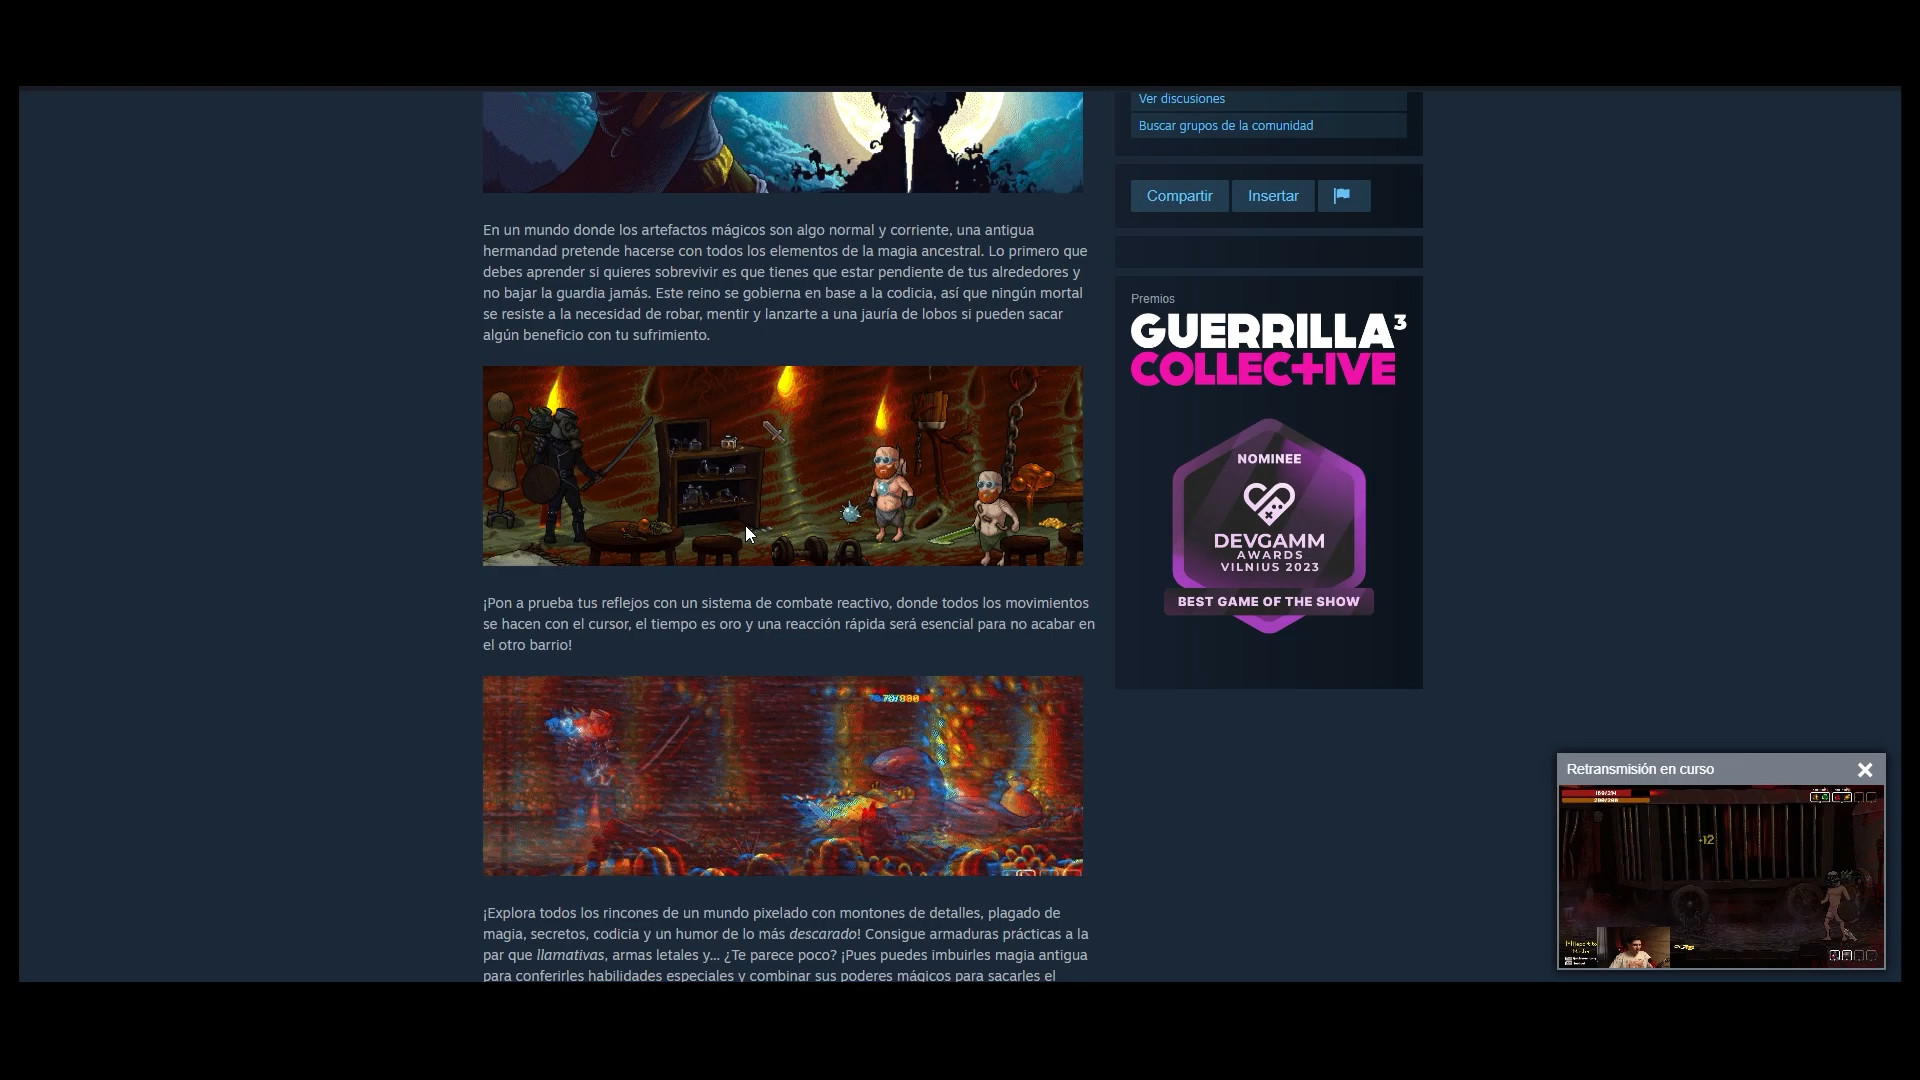 Ver discusiones
Buscar grupos de la comunidad
Compartir
Insertar
En un mundo donde los artefactos mágicos son algo normal y corriente, una antigua
hermandad pretende hacerse con todos los elementos de la magia ancestral. Lo primero que
debes aprender si quieres sobrevivir es que tienes que estar pendiente de tus alrededores y
no bajar la guardia jamás. Este reino se gobierna en base a la codicia, así que ningún mortal
se resiste a la necesidad de robar, mentir y lanzarte a una jauría de lobos si pueden sacar
algún beneficio con tu sufrimiento.
¡Pon a prueba tus reflejos con un sistema de combate reactivo, donde todos los movimientos
se hacen con el cursor, el tiempo es oro y una reacción rápida será esencial para no acabar en
el otro barrio!
¡Explora todos los rincones de un mundo pixelado con montones de detalles, plagado de
magia, secretos, codicia y un humor de lo más descarado! Consigue armaduras prácticas a la
par que llamativas, armas letales y... ¿Te parece poco? ¡Pues puedes imbuirles magia antigua
para conferirles habilidades especiales y combinar sus poderes mágicos para sacarles el
Premios
GUERRILLA³
COLLEC+IVE
NOMINEE
DEVGAMM
AWARDS
VILNIUS 2023
BEST GAME OF THE SHOW
Retransmisión en curso
200/200
+12